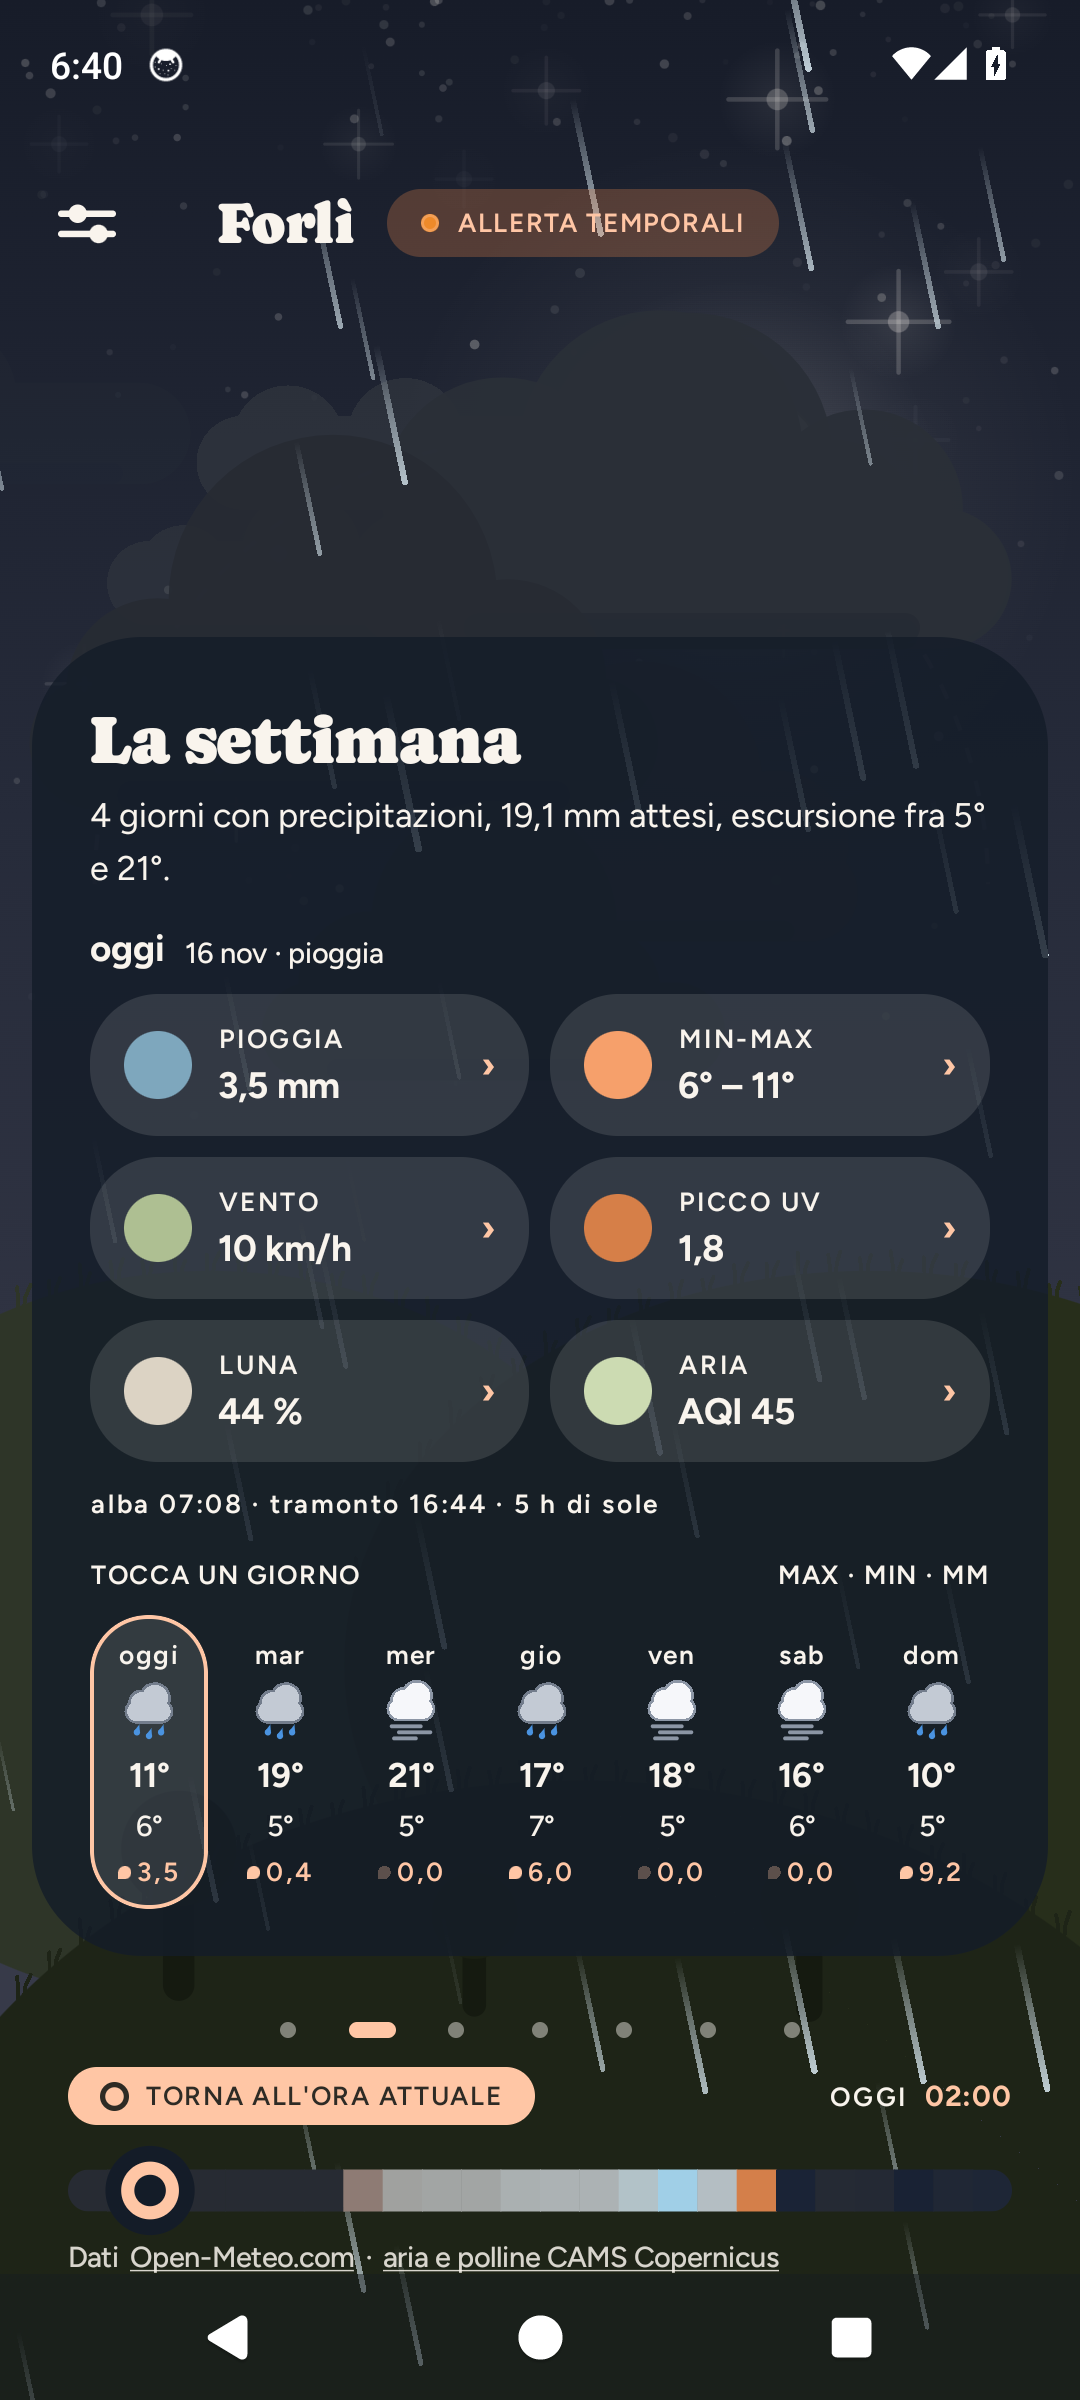 6:40
Forlì
ALLERTA TEMPORALI
La settimana
4 giorni con precipitazioni, 19,1 mm attesi, escursione fra 5°
e 21°.
oggi 16 nov · pioggia
PIOGGIA
3,5 mm
›
MIN-MAX
6° – 11°
›
VENTO
10 km/h
›
PICCO UV
1,8
›
LUNA
44 %
›
ARIA
AQI 45
›
alba 07:08 · tramonto 16:44 · 5 h di sole
TOCCA UN GIORNO MAX · MIN · MM
oggi mar mer gio ven sab dom
11° 19° 21° 17° 18° 16° 10°
6° 5° 5° 7° 5° 6° 5°
3,5 0,4 0,0 6,0 0,0 0,0 9,2
TORNA ALL'ORA ATTUALE
OGGI 02:00
Dati Open-Meteo.com · aria e polline CAMS Copernicus